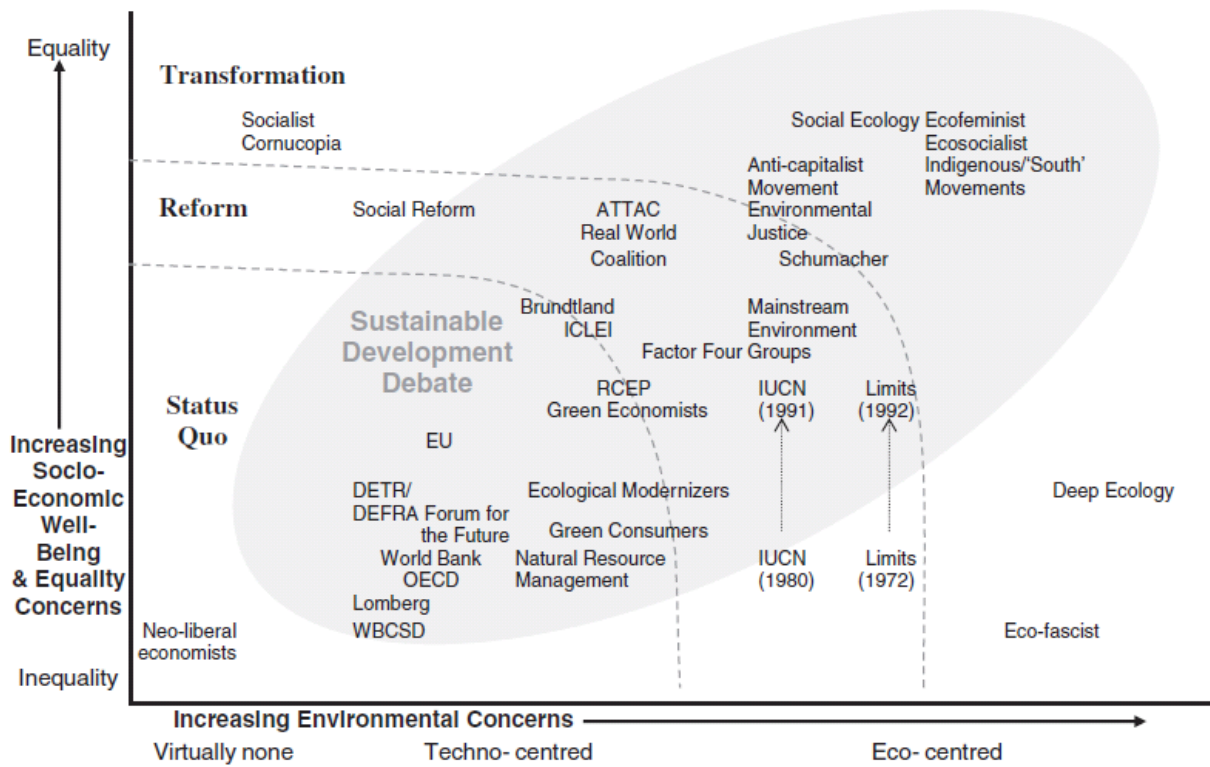 Equality
Transformation
Socialist
Cornucopia
Social Ecology Ecofeminist
Ecosocialist
Anti-capitalist Indigenous/‘South’
Movement Movements
Reform
Social Reform
ATTAC Environmental
Real World Justice
Coalition Schumacher
Sustainable
Development
Debate
Brundtland
ICLEI
Mainstream
Environment
Factor Four Groups
Status
Quo
RCEP
Green Economists
IUCN
(1991)
Limits
(1992)
EU
Increasing
Socio-
Economic
Well-
Being
& Equality
Concerns
DETR/
DEFRA Forum for
the Future
Ecological Modernizers
Green Consumers
Deep Ecology
World Bank
OECD
Natural Resource
Management
IUCN
(1980)
Limits
(1972)
Lomberg
WBCSD
Neo-liberal
economists
Eco-fascist
Inequality
Increasing Environmental Concerns
Virtually none
Techno- centred
Eco- centred